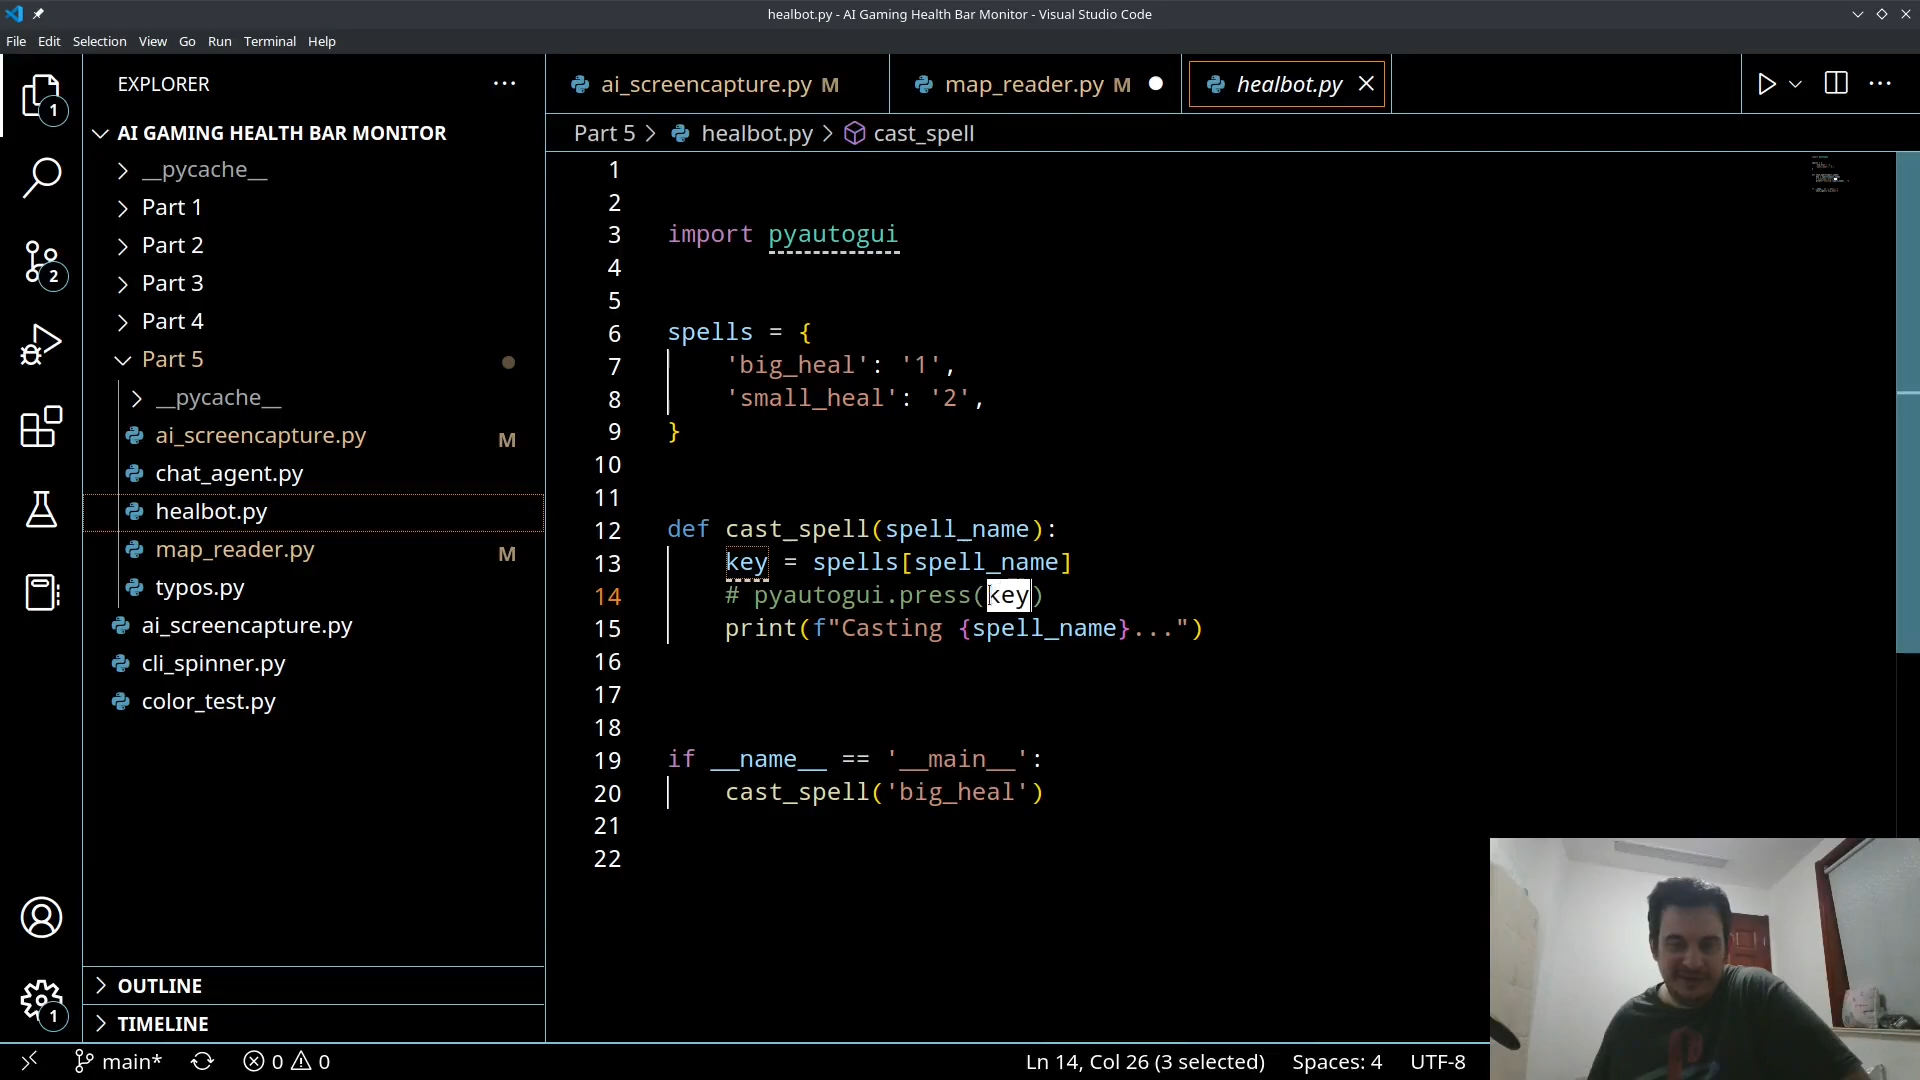 healbot.py - AI Gaming Health Bar Monitor - Visual Studio Code
File Edit Selection View Go Run Terminal Help
EXPLORER
AI GAMING HEALTH BAR MONITOR
__pycache__
Part 1
Part 2
Part 3
Part 4
Part 5
__pycache__
ai_screencapture.py M
chat_agent.py
healbot.py
map_reader.py M
typos.py
ai_screencapture.py
cli_spinner.py
color_test.py
OUTLINE
TIMELINE
1
2
1
ai_screencapture.py M map_reader.py M healbot.py
Part 5 > healbot.py > cast_spell
1
2
3 import pyautogui
4
5
6 spells = {
7 'big_heal': '1',
8 'small_heal': '2',
9 }
10
11
12 def cast_spell(spell_name):
13 key = spells[spell_name]
14 # pyautogui.press(key)
15 print(f"Casting {spell_name}...")
16
17
18
19 if __name__ == '__main__':
20 cast_spell('big_heal')
21
22
main* 0 0 Ln 14, Col 26 (3 selected) Spaces: 4 UTF-8